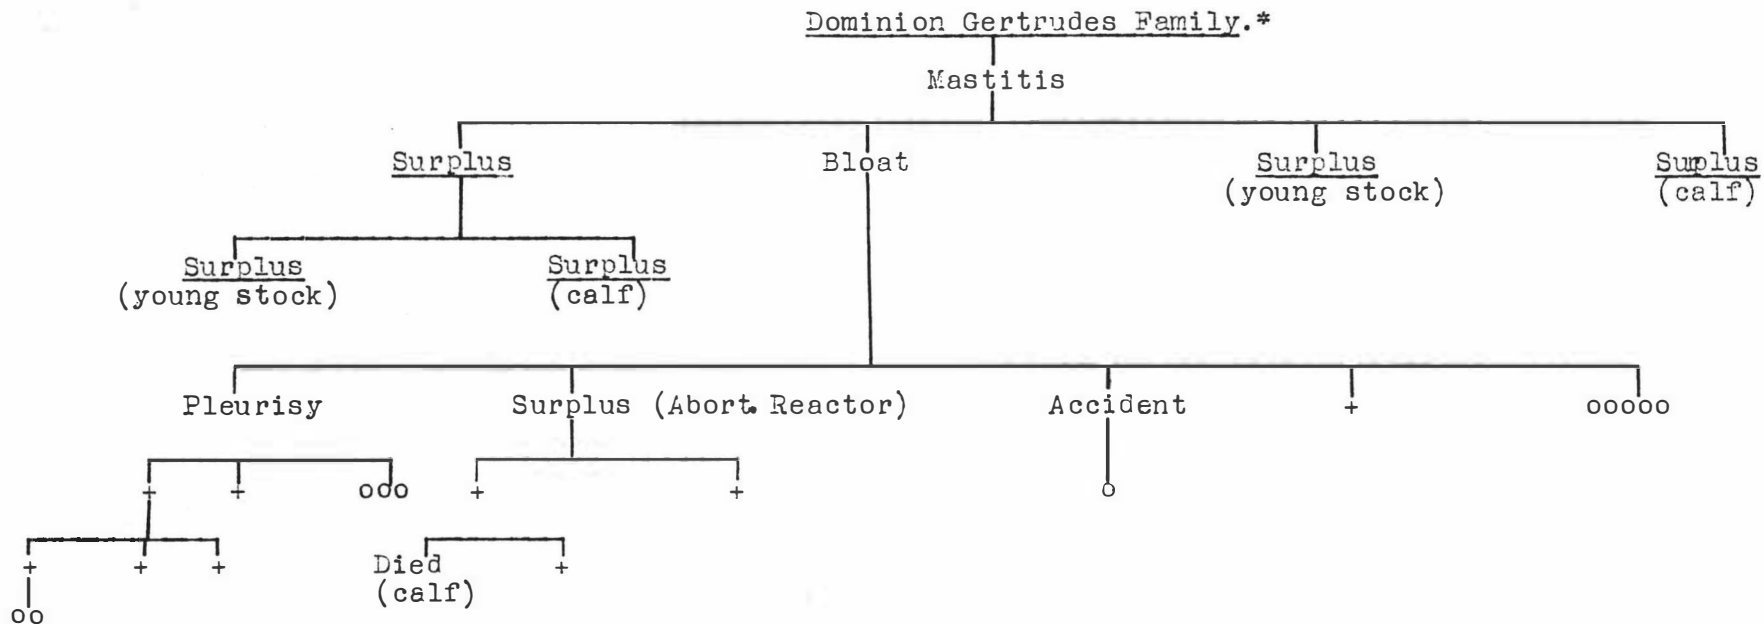 Dominion Gertrudes Family.*
Mastitis
Surplus Bloat Surplus Surplus
(young stock) (calf)
Surplus Surplus
(young stock) (calf)
Pleurisy Surplus (Abort. Reactor) Accident + ooooo
+ + ooo + + o
+ + + Died +
(calf)
oo